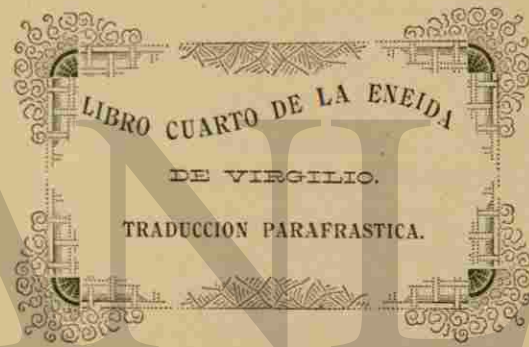 LIBRO CUARTO DE LA ENEIDA
DE VIRGILIO.
TRADUCCION PARAFRASTICA.